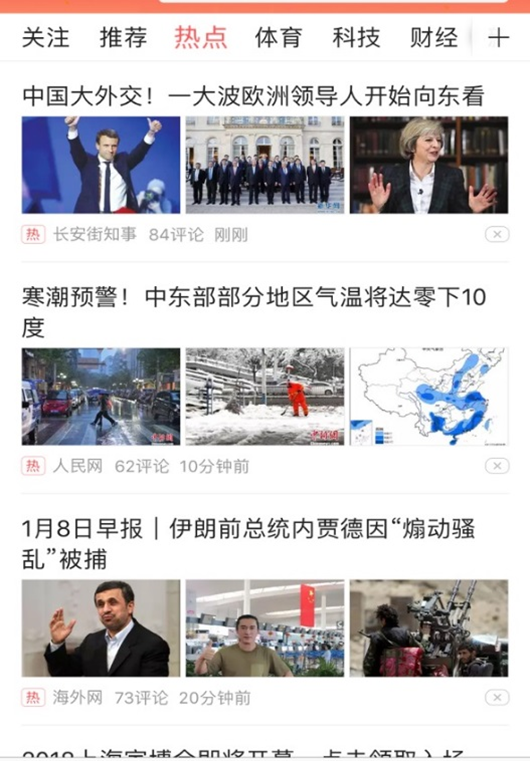 关注 推荐 热点 体育 科技 财经
中国大外交！一大波欧洲领导人开始向东看
热 长安街知事 84评论 刚刚
寒潮预警！中东部部分地区气温将达零下10
度
热 人民网 62评论 10分钟前
1月8日早报｜伊朗前总统内贾德因“煽动骚
乱”被捕
热 海外网 73评论 20分钟前